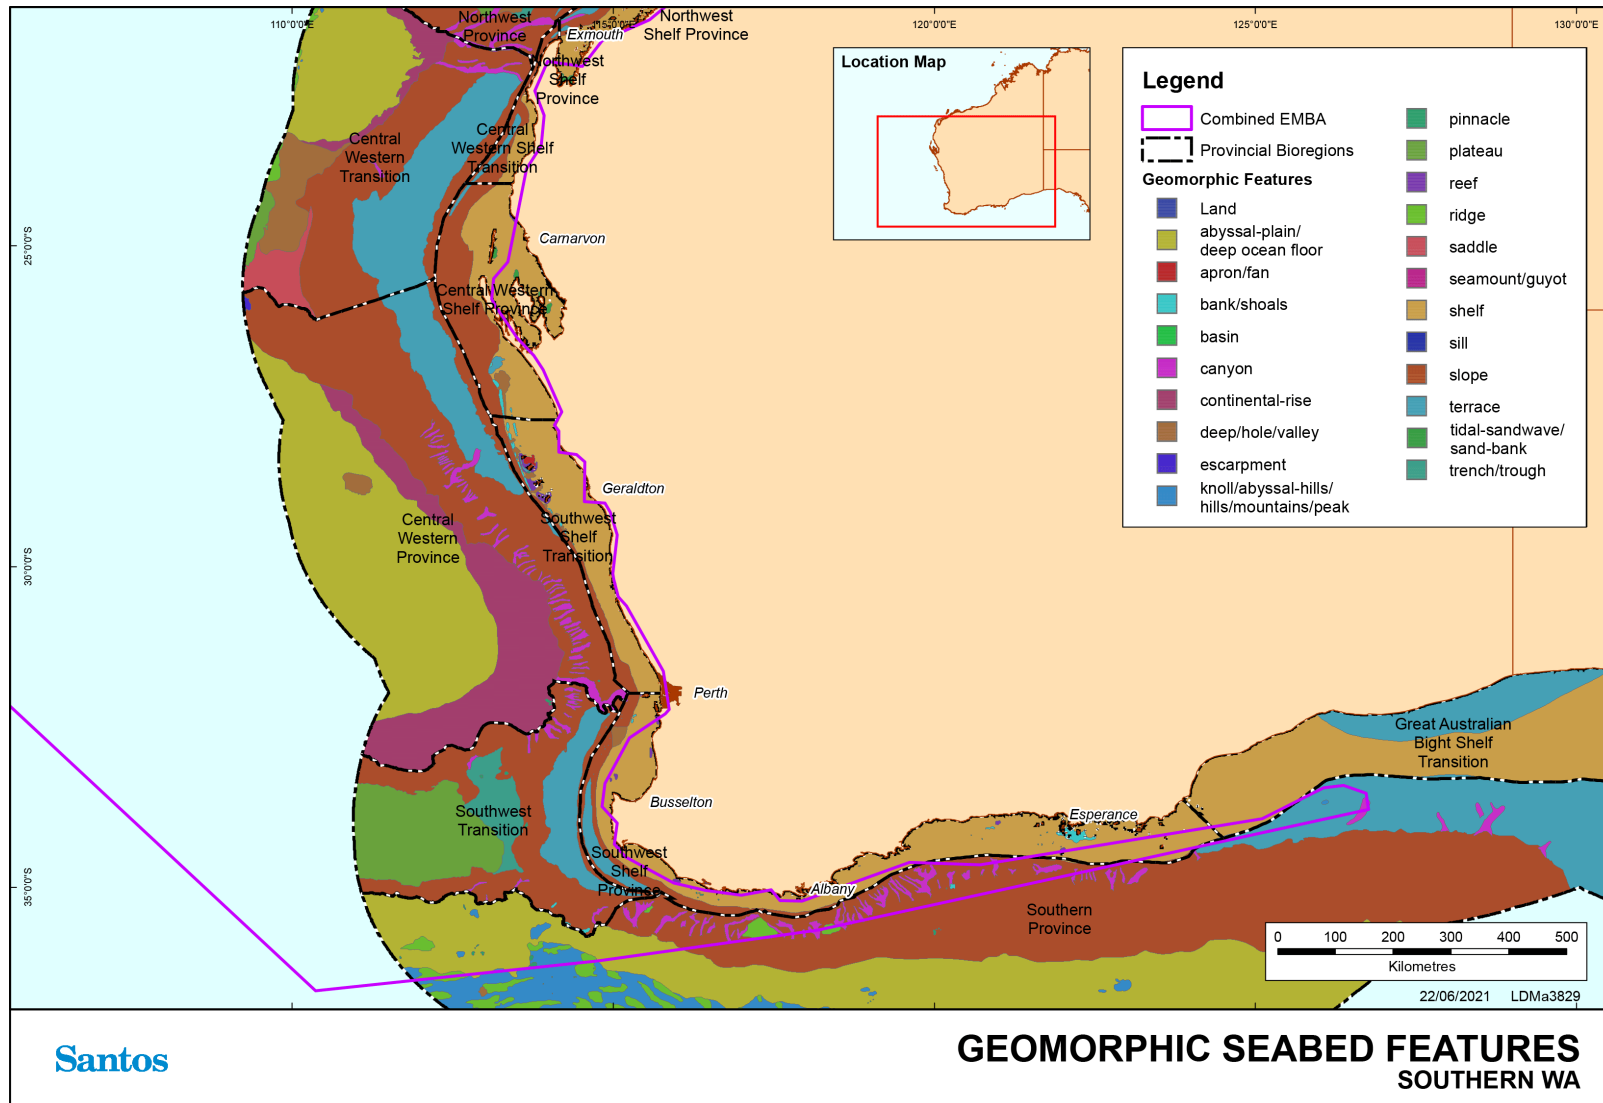 110°0'0"E
115°0'0"E
120°0'0"E
125°0'0"E
130°0'0"E
25°0'0"S
30°0'0"S
35°0'0"S
Northwest
Province
Northwest
Shelf Province
Exmouth
Northwest
Shelf
Province
Central
Western
Transition
Central
Western Shelf
Transition
Carnarvon
Central Western
Shelf Province
Geraldton
Central
Western
Province
Southwest
Shelf
Transition
Perth
Busselton
Southwest
Transition
Southwest
Shelf
Province
Albany
Esperance
Southern
Province
Great Australian
Bight Shelf
Transition
Location Map
Legend
Combined EMBA
Provincial Bioregions
Geomorphic Features
Land
abyssal-plain/
deep ocean floor
apron/fan
bank/shoals
basin
canyon
continental-rise
deep/hole/valley
escarpment
knoll/abyssal-hills/
hills/mountains/peak
pinnacle
plateau
reef
ridge
saddle
seamount/guyot
shelf
sill
slope
terrace
tidal-sandwave/
sand-bank
trench/trough
0 100 200 300 400 500
Kilometres
22/06/2021 LDMa3829
Santos
GEOMORPHIC SEABED FEATURES
SOUTHERN WA